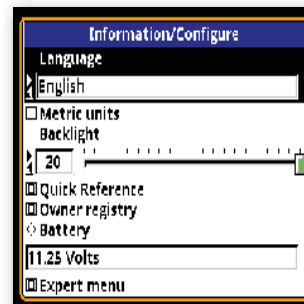 Information/Configure
Language
English
Metric units
Backlight
20
Quick Reference
Owner registry
Battery
11.25 Volts
Expert menu